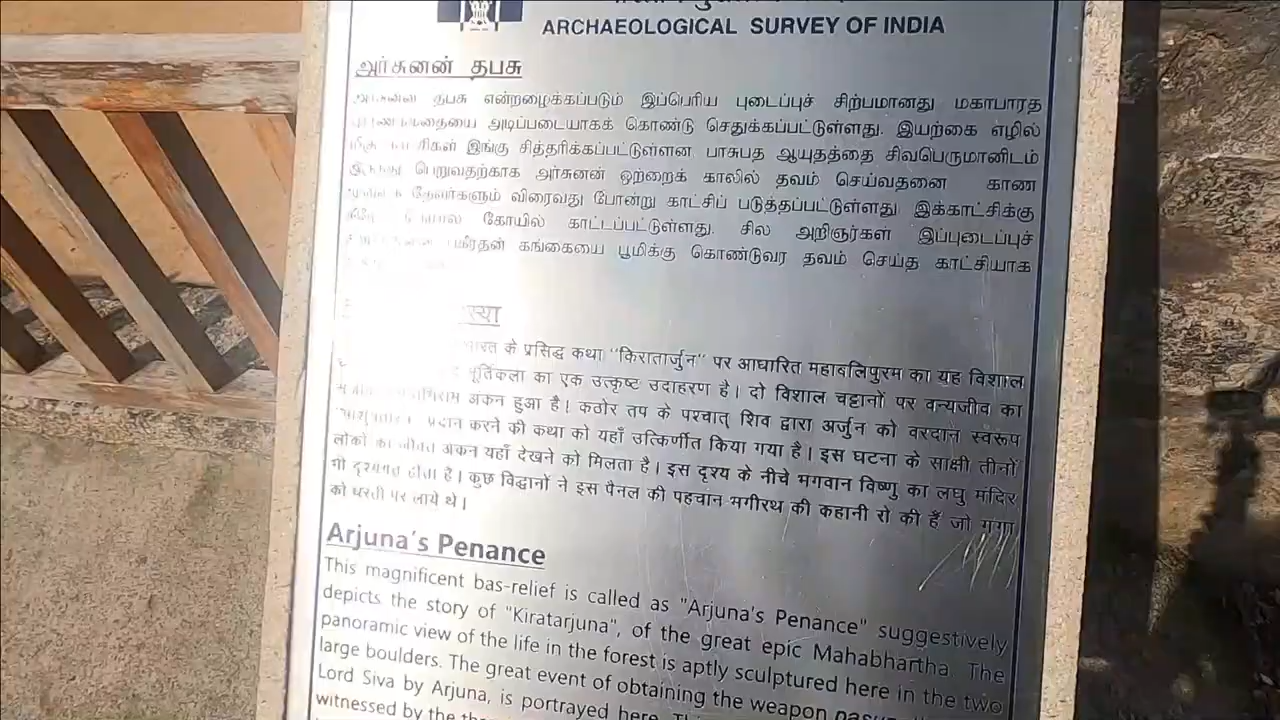 ARCHAEOLOGICAL SURVEY OF INDIA
அர்சுனன் தபசு
தபசு என்றழைக்கப்படும் இப்பெரிய புடைப்புச் சிற்பமானது மகாபாரத
அடிப்படையாகக் கொண்டு செதுக்கப்பட்டுள்ளது. இயற்கை எழில்
இங்கு சித்தரிக்கப்பட்டுள்ளன பாசுபத ஆயுதத்தை சிவபெருமானிடம்
பெறுவதற்காக அர்சுனன் ஒற்றைக் காலில் தவம் செய்வதனை காண
தேவர்களும் விரைவது போன்று காட்சிப் படுத்தப்பட்டுள்ளது இக்காட்சிக்கு
கோயில் காட்டப்பட்டுள்ளது. சில அறிஞர்கள் இப்புடைப்புச்
கங்கையை பூமிக்கு கொண்டுவர தவம் செய்த காட்சியாக
के प्रसिद्ध कथा "किरातार्जुन" पर आधारित महाबलिपुरम का यह विशाल
मूर्तिकला का एक उत्कृष्ट उदाहरण है। दो विशाल चट्टानों पर वन्यजीव का
अंकन हुआ है। कठोर तप के पश्चात् शिव द्वारा अर्जुन को वरदान स्वरूप
प्रदान करने की कथा को यहाँ उत्किर्णीत किया गया है। इस घटना के साक्षी तीनों
लोकों का जीवंत अंकन यहाँ देखने को मिलता है। इस दृश्य के नीचे भगवान विष्णु का लघु मंदिर
भी दृश्यगत होता है। कुछ विद्वानों ने इस पैनल की पहचान भगीरथ की कहानी से की हैं जो गंगा
को धरती पर लाये थे।
Arjuna's Penance
This magnificent bas-relief is called as "Arjuna's Penance" suggestively
depicts the story of "Kiratarjuna", of the great epic Mahabhartha. The
panoramic view of the life in the forest is aptly sculptured here in the two
large boulders. The great event of obtaining the weapon
Lord Siva by Arjuna, is portrayed here.
witnessed by the